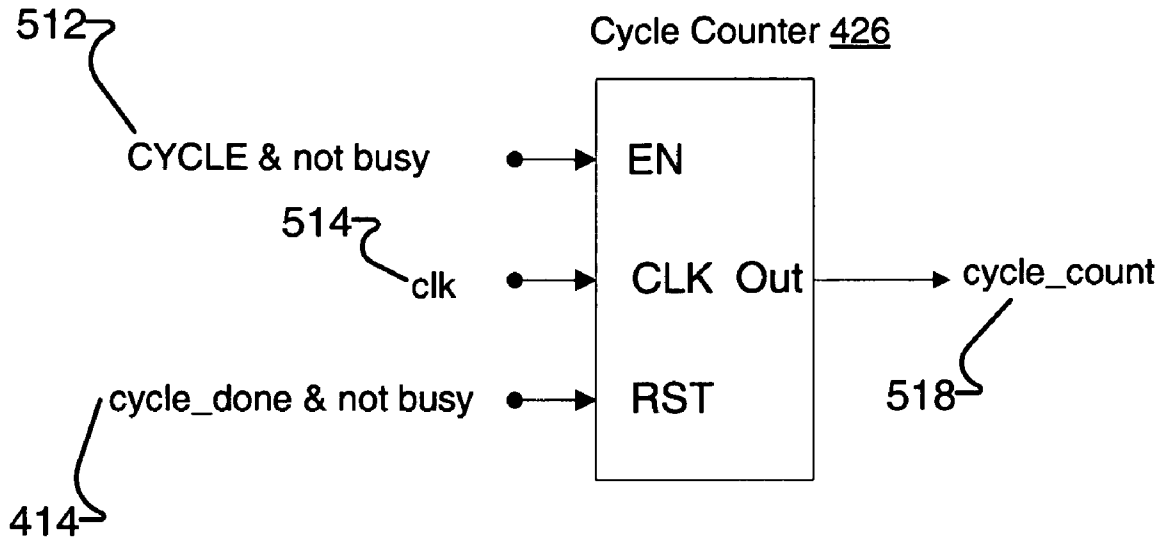 512
Cycle Counter 426
CYCLE & not busy
EN
514
clk
CLK Out
cycle_count
cycle_done & not busy
RST
518
414